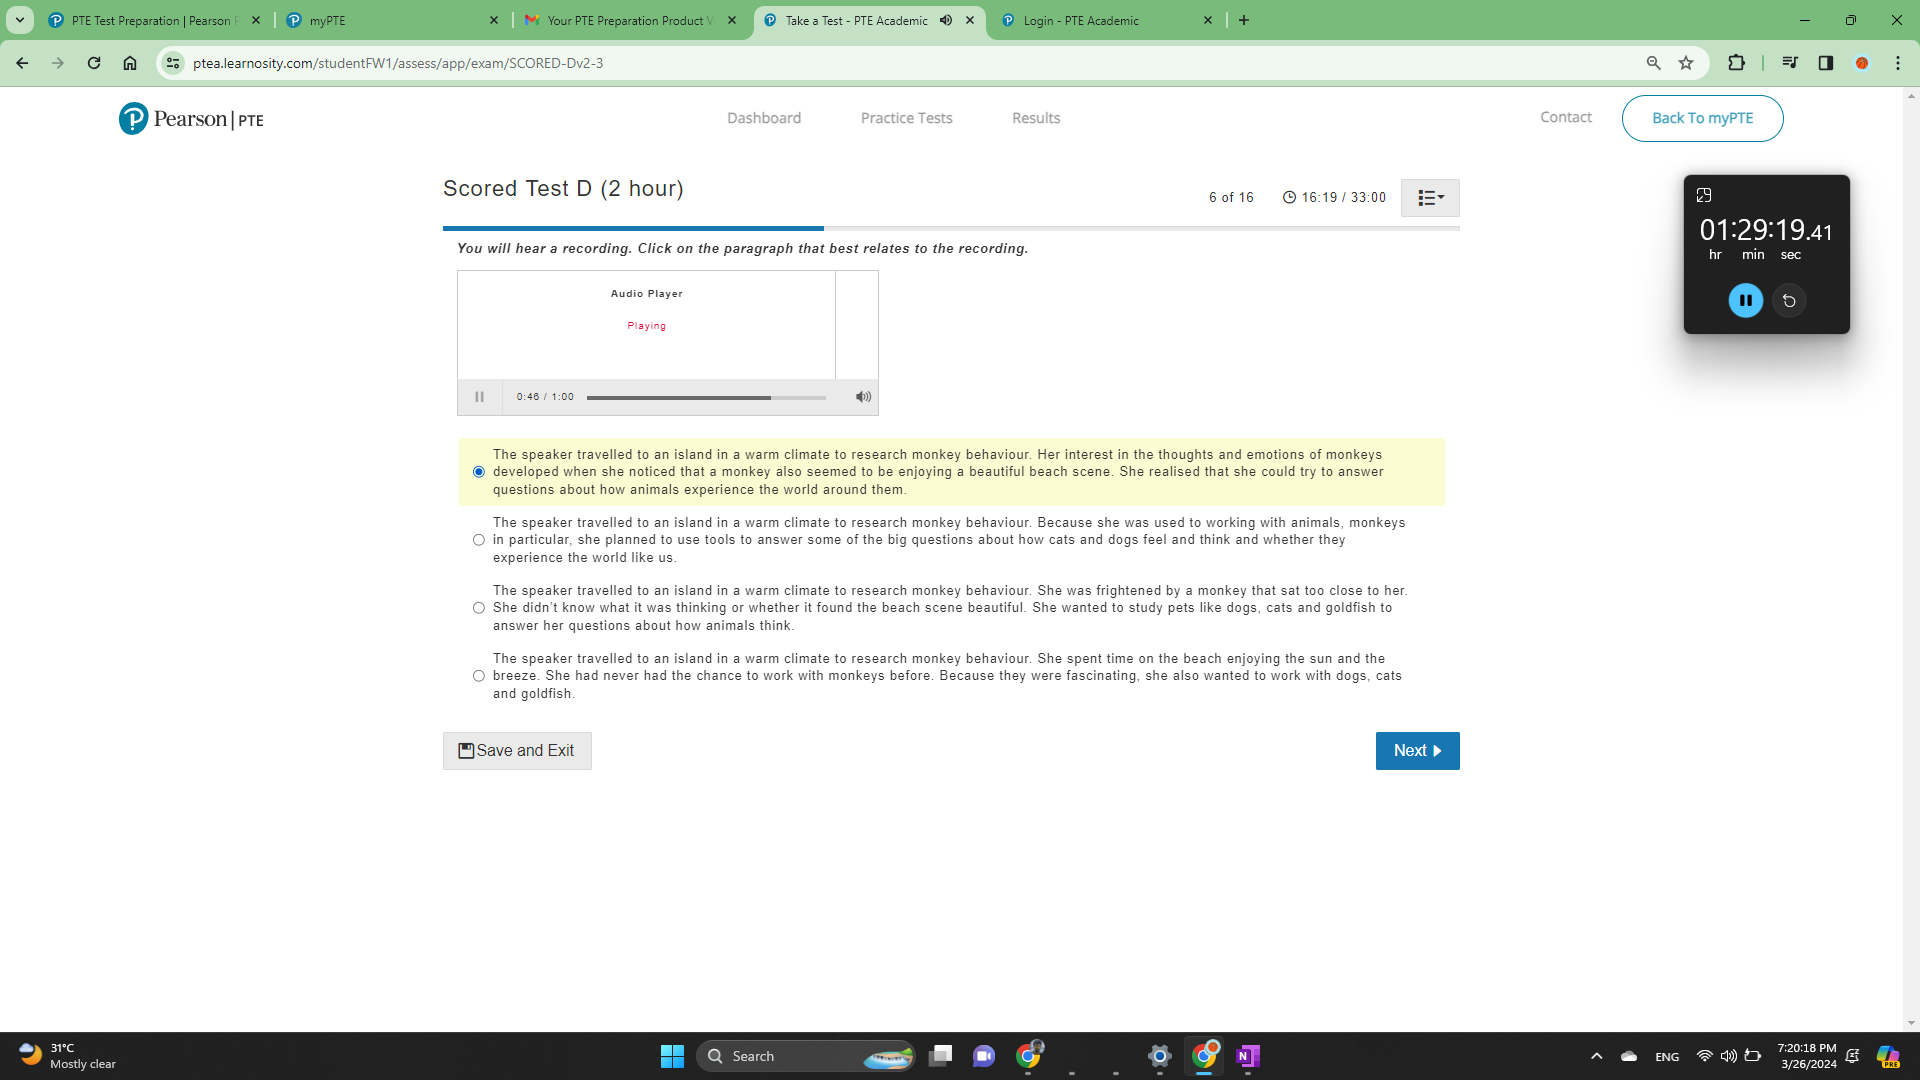 PTE Test Preparation | Pearson P
myPTE
Your PTE Preparation Product V
Take a Test - PTE Academic
Login - PTE Academic
ptea.learnosity.com/studentFW1/assess/app/exam/SCORED-Dv2-3
Pearson | PTE
Dashboard
Practice Tests
Results
Contact
Back To myPTE
Scored Test D (2 hour)
6 of 16
16:19 / 33:00
01:29:19.41
hr min sec
You will hear a recording. Click on the paragraph that best relates to the recording.
Audio Player
Playing
0:46 / 1:00
The speaker travelled to an island in a warm climate to research monkey behaviour. Her interest in the thoughts and emotions of monkeys
developed when she noticed that a monkey also seemed to be enjoying a beautiful beach scene. She realised that she could try to answer
questions about how animals experience the world around them.
The speaker travelled to an island in a warm climate to research monkey behaviour. Because she was used to working with animals, monkeys
in particular, she planned to use tools to answer some of the big questions about how cats and dogs feel and think and whether they
experience the world like us.
The speaker travelled to an island in a warm climate to research monkey behaviour. She was frightened by a monkey that sat too close to her.
She didn't know what it was thinking or whether it found the beach scene beautiful. She wanted to study pets like dogs, cats and goldfish to
answer her questions about how animals think.
The speaker travelled to an island in a warm climate to research monkey behaviour. She spent time on the beach enjoying the sun and the
breeze. She had never had the chance to work with monkeys before. Because they were fascinating, she also wanted to work with dogs, cats
and goldfish.
Save and Exit
Next
31°C
Mostly clear
Search
ENG
7:20:18 PM
3/26/2024
PRE